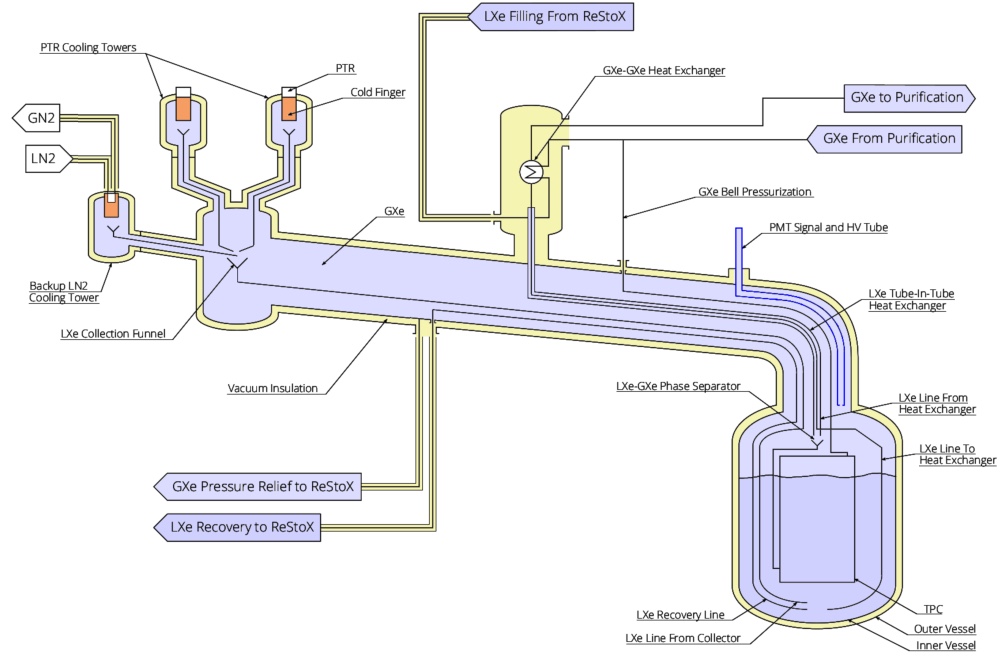 LXe Filling From ReStoX
PTR Cooling Towers
PTR
Cold Finger
GXe-GXe Heat Exchanger
GXe to Purification
GXe From Purification
GN2
LN2
GXe Bell Pressurization
GXe
PMT Signal and HV Tube
Backup LN2
Cooling Tower
LXe Collection Funnel
LXe Tube-In-Tube
Heat Exchanger
Vacuum Insulation
LXe-GXe Phase Separator
LXe Line From
Heat Exchanger
LXe Line To
Heat Exchanger
GXe Pressure Relief to ReStoX
LXe Recovery to ReStoX
TPC
LXe Recovery Line
Outer Vessel
LXe Line From Collector
Inner Vessel